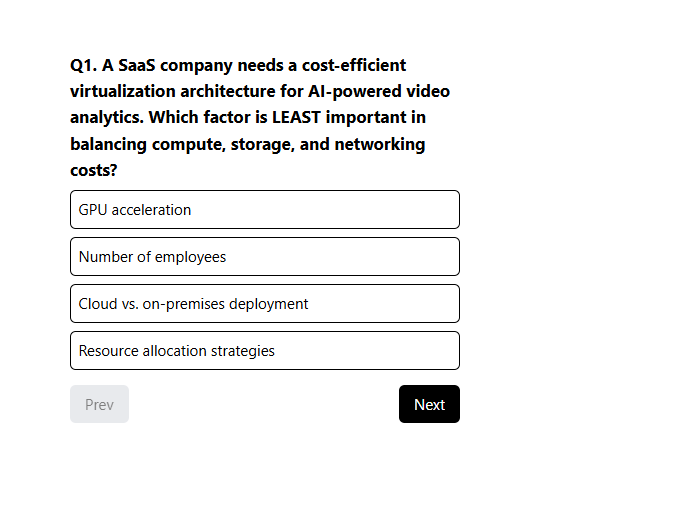 Q1. A SaaS company needs a cost-efficient
virtualization architecture for AI-powered video
analytics. Which factor is LEAST important in
balancing compute, storage, and networking
costs?
GPU acceleration
Number of employees
Cloud vs. on-premises deployment
Resource allocation strategies
Prev
Next